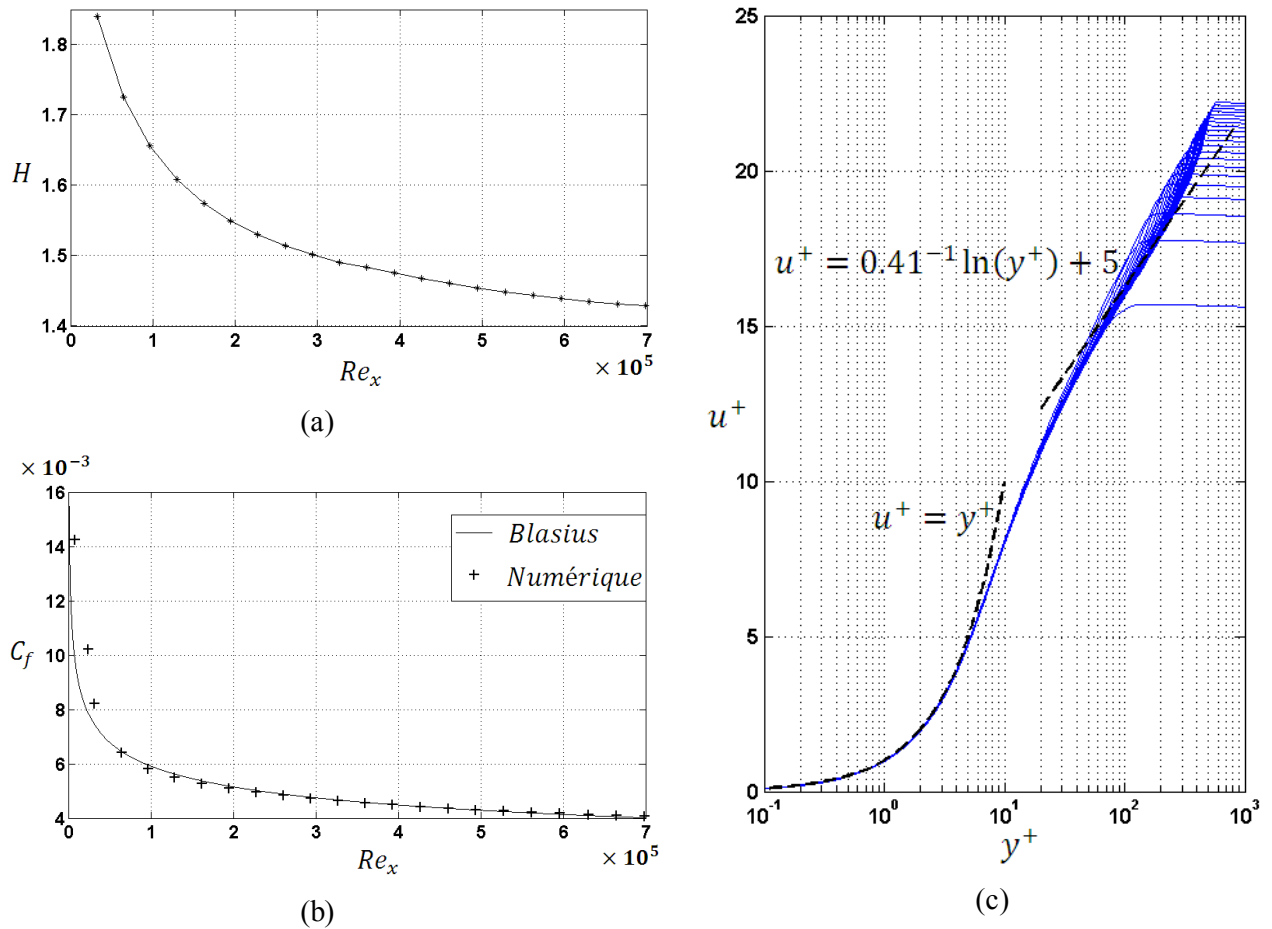 1.8
1.7
1.6
1.5
1.4
H
0 1 2 3 4 5 6 7
Re_x
× 10^5
(a)
× 10^-3
16
14
12
10
8
6
4
C_f
Blasius
Numérique
0 1 2 3 4 5 6 7
Re_x
× 10^5
(b)
25
20
15
10
5
0
u^+
u^+ = 0.41^-1 ln(y^+) + 5
u^+ = y^+
10^-1 10^0 10^1 10^2 10^3
y^+
(c)